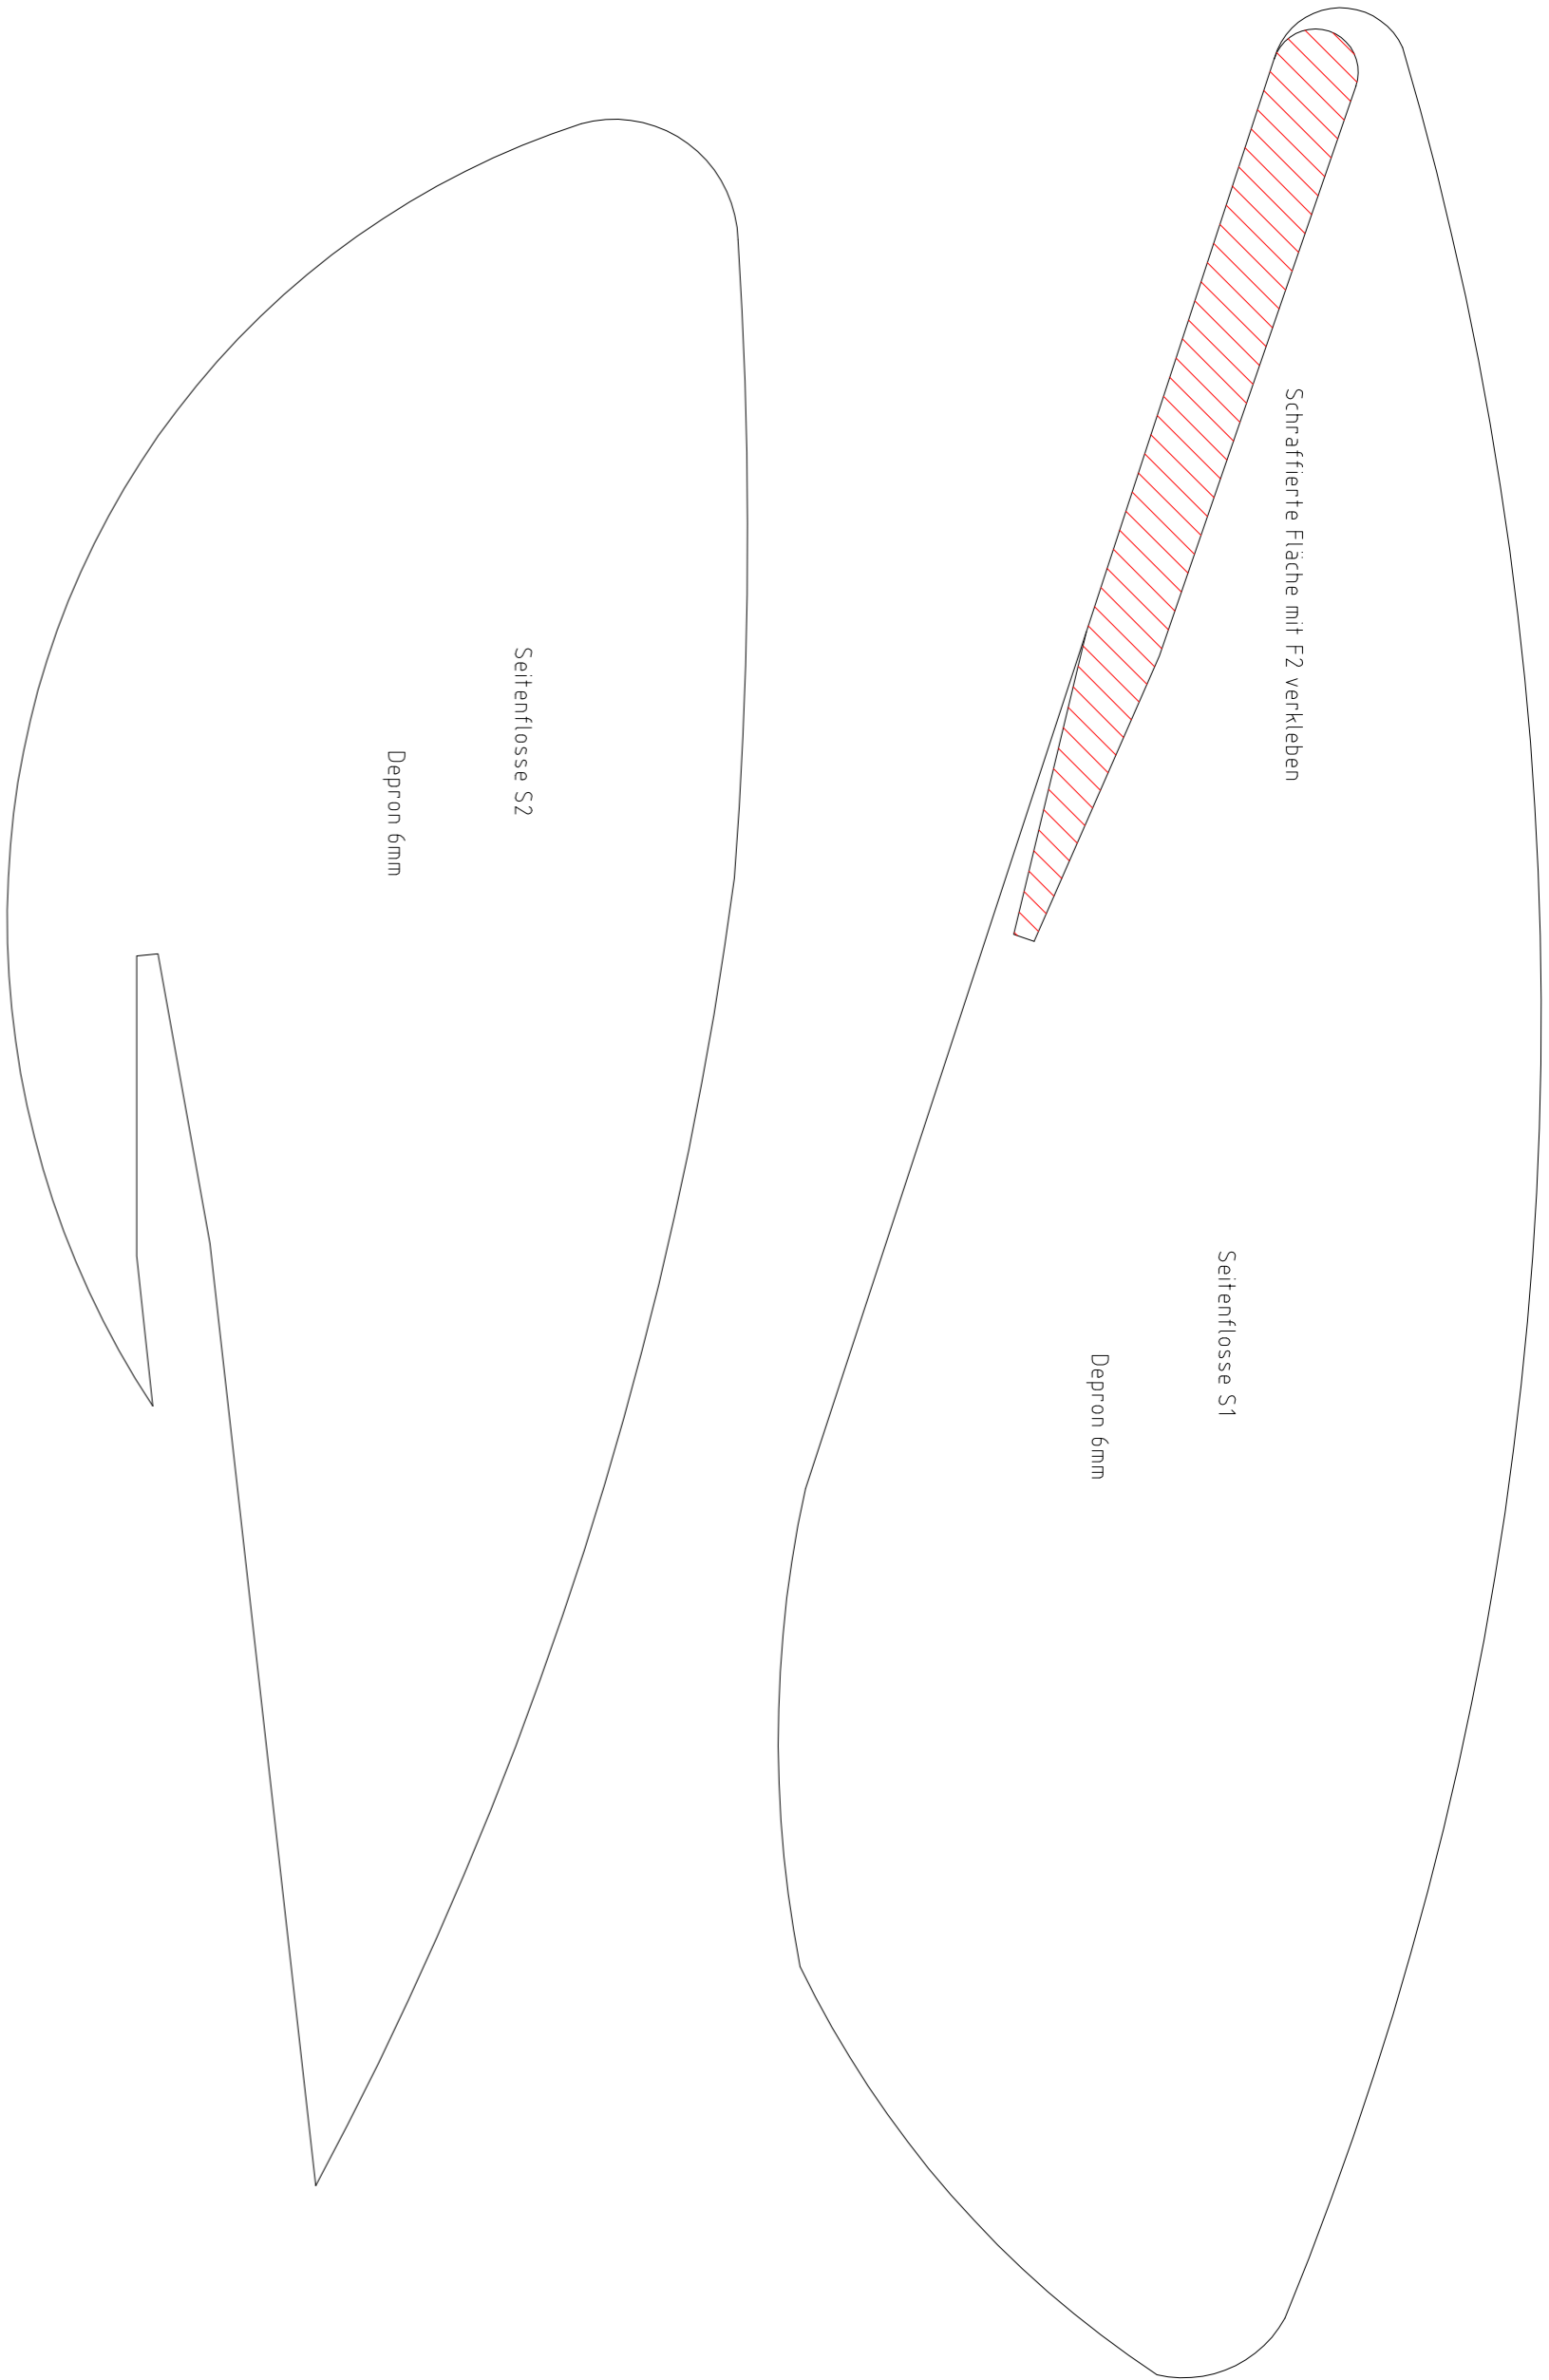 Schraffierte Fläche mit F2 verkleben
Seitenflosse S2
Depron 6mm
Seitenflosse S1
Depron 6mm